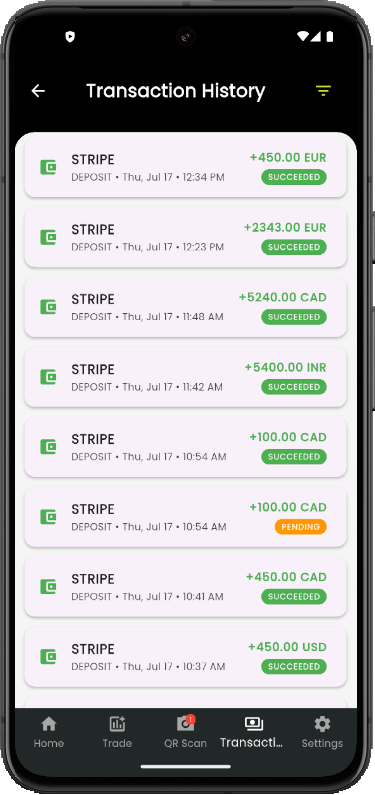 Transaction History
STRIPE
+450.00 EUR
DEPOSIT • Thu, Jul 17 • 12:34 PM
SUCCEEDED
STRIPE
+2343.00 EUR
DEPOSIT • Thu, Jul 17 • 12:23 PM
SUCCEEDED
STRIPE
+5240.00 CAD
DEPOSIT • Thu, Jul 17 • 11:48 AM
SUCCEEDED
STRIPE
+5400.00 INR
DEPOSIT • Thu, Jul 17 • 11:42 AM
SUCCEEDED
STRIPE
+100.00 CAD
DEPOSIT • Thu, Jul 17 • 10:54 AM
SUCCEEDED
STRIPE
+100.00 CAD
DEPOSIT • Thu, Jul 17 • 10:54 AM
PENDING
STRIPE
+450.00 CAD
DEPOSIT • Thu, Jul 17 • 10:41 AM
SUCCEEDED
STRIPE
+450.00 USD
DEPOSIT • Thu, Jul 17 • 10:37 AM
SUCCEEDED
Home
Trade
QR Scan
Transacti...
Settings